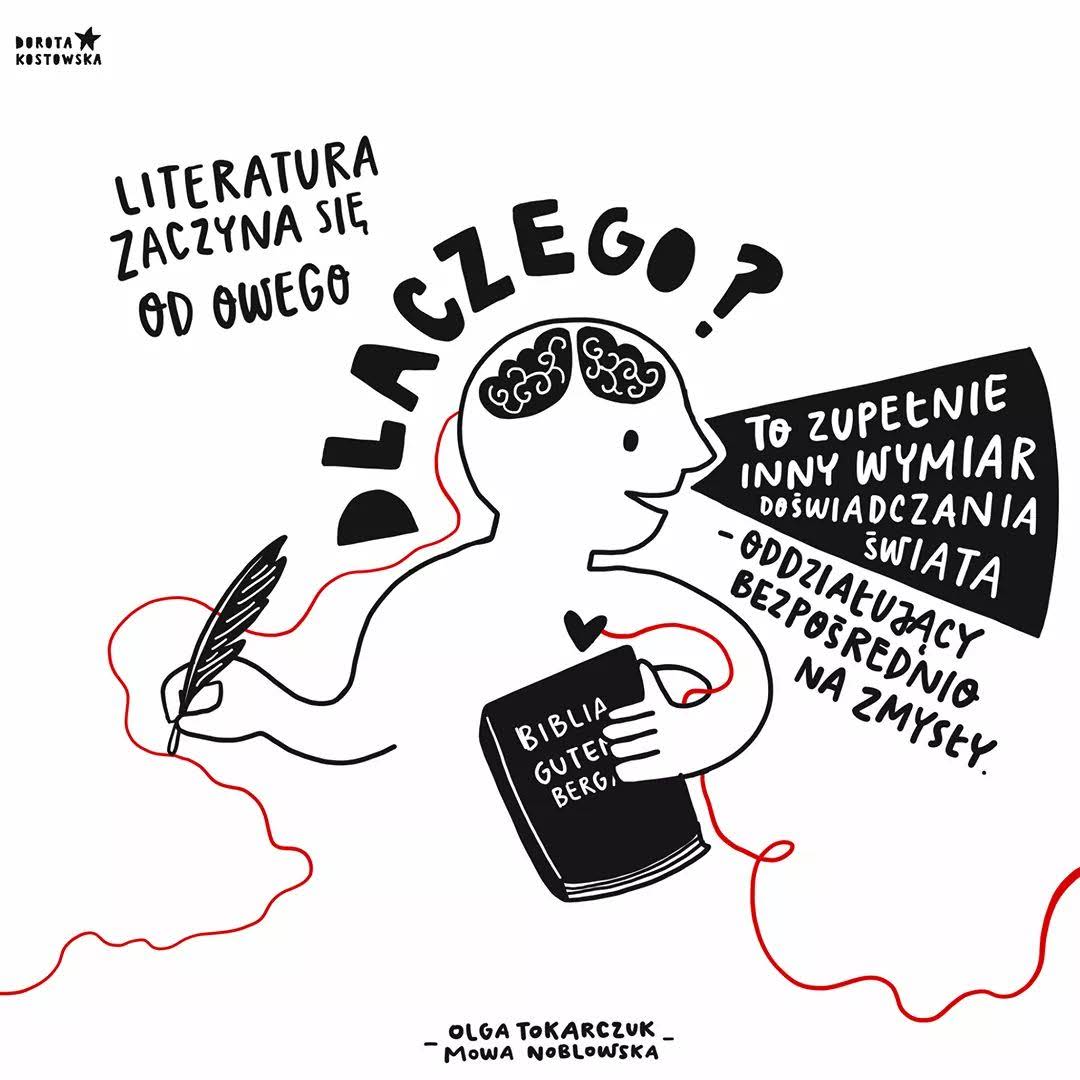 DOROTA
KOSTOWSKA
LITERATURA
ZACZYNA SIĘ
OD OWEGO
DLACZEGO?
TO ZUPEŁNIE
INNY WYMIAR
DOŚWIADCZANIA
ŚWIATA
- ODDZIAŁUJĄCY
BEZPOŚREDNIO
NA ZMYSŁY.
BIBLIA
GUTEN
BERGA
- OLGA TOKARCZUK -
MOWA NOBLOWSKA